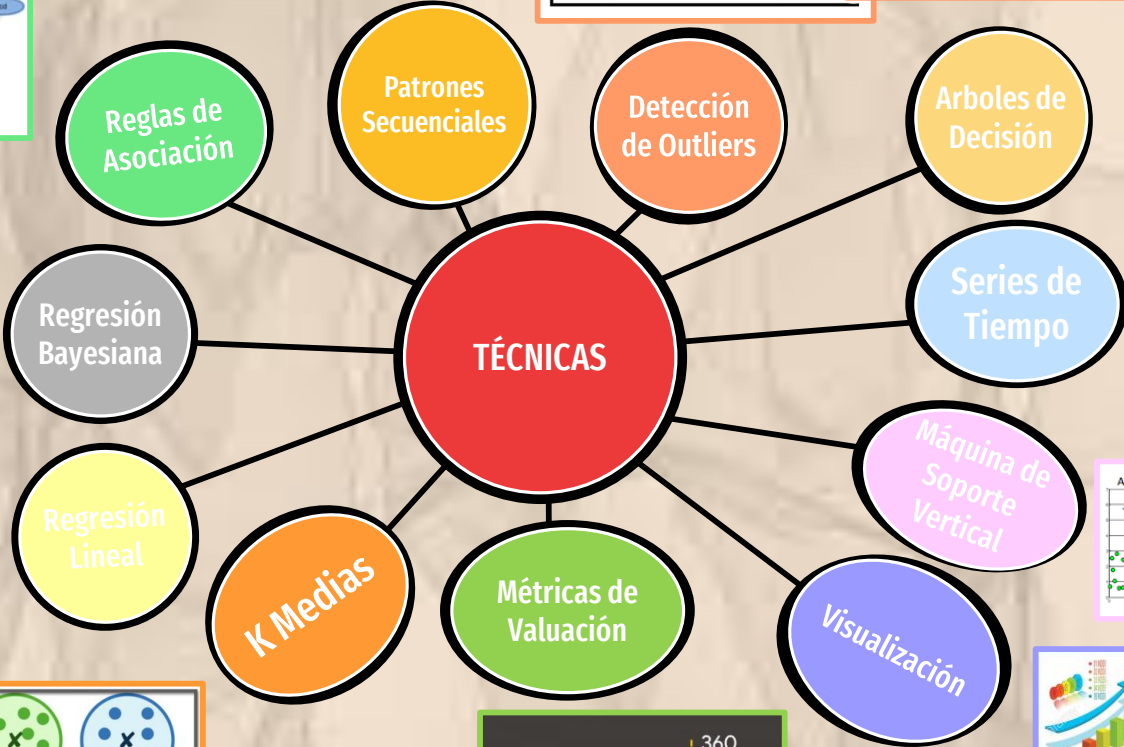 Reglas de
Asociación
Patrones
Secuenciales
Detección
de Outliers
Arboles de
Decisión
Regresión
Bayesiana
TÉCNICAS
Series de
Tiempo
Regresión
Lineal
K Medias
Métricas de
Valuación
Máquina de
Soporte
Vertical
Visualización
360